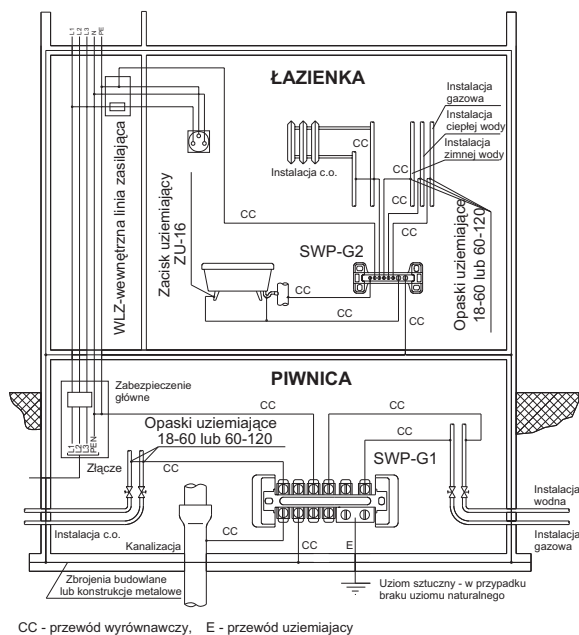 L1
L2
L3
N
PE
ŁAZIENKA
Instalacja
gazowa
Instalacja
ciepłej wody
Instalacja
zimnej wody
CC
CC
Instalacja c.o.
CC
CC
CC
WLZ-wewnętrzna linia zasilająca
Zacisk uziemiający
ZU-16
SWP-G2
Opaski uziemiające
18-60 lub 60-120
CC
CC
CC
PIWNICA
Zabezpieczenie
główne
CC
CC
Opaski uziemiające
18-60 lub 60-120
L1
L2
L3
PEN
Złącze
CC
CC
SWP-G1
Instalacja
wodna
Instalacja c.o.
CC
Instalacja
gazowa
Kanalizacja
CC
E
Zbrojenia budowlane
lub konstrukcje metalowe
Uziom sztuczny - w przypadku
braku uziomu naturalnego
CC - przewód wyrównawczy, E - przewód uziemiajacy